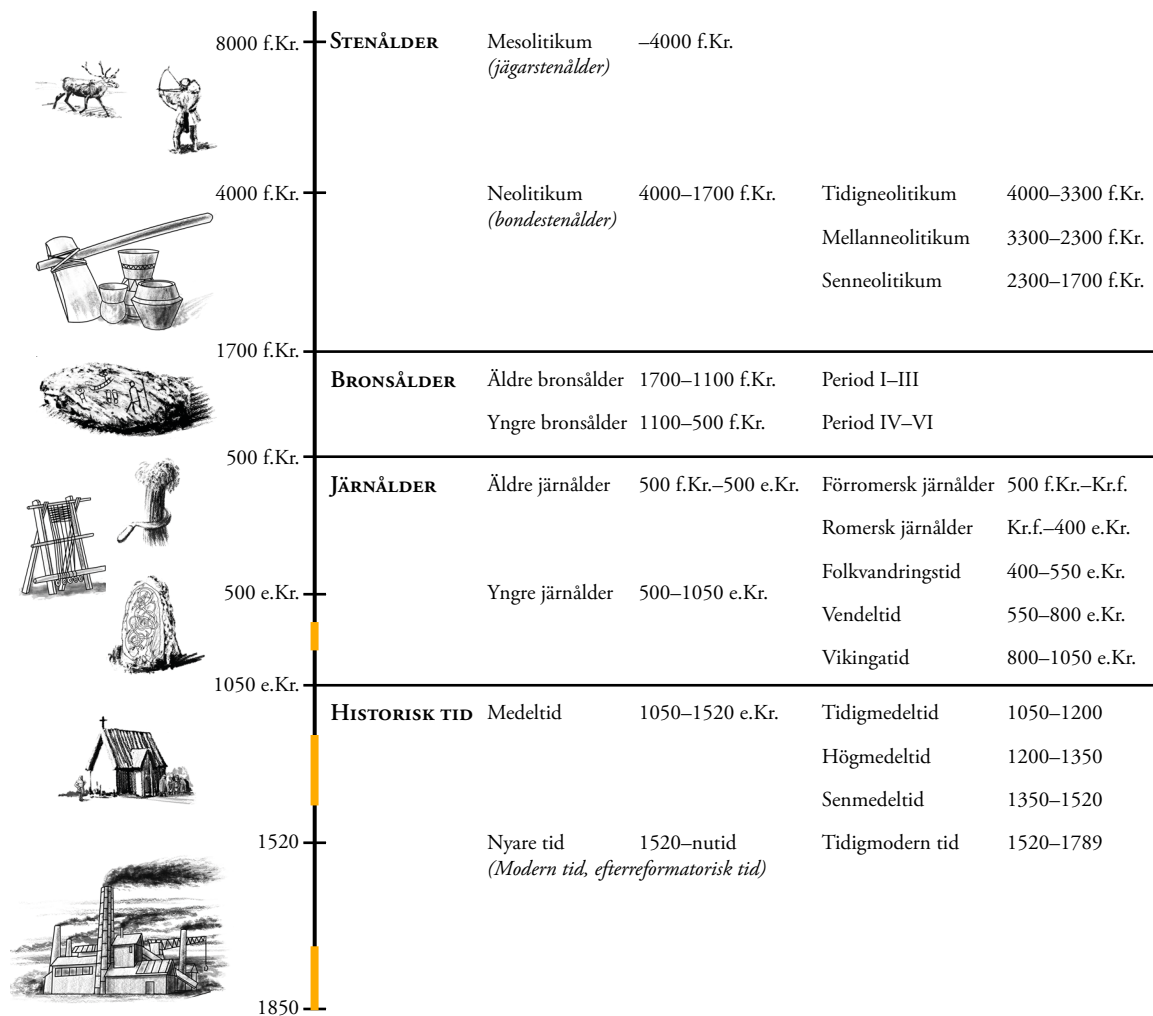 8000 f.Kr. Stenålder Mesolitikum –4000 f.Kr.
(jägarstenålder)
4000 f.Kr. Neolitikum 4000–1700 f.Kr. Tidigneolitikum 4000–3300 f.Kr.
(bondestenålder)
Mellanneolitikum 3300–2300 f.Kr.
Senneolitikum 2300–1700 f.Kr.
1700 f.Kr.
Bronsålder Äldre bronsålder 1700–1100 f.Kr. Period I–III
Yngre bronsålder 1100–500 f.Kr. Period IV–VI
500 f.Kr.
Järnålder Äldre järnålder 500 f.Kr.–500 e.Kr. Förromersk järnålder 500 f.Kr.–Kr.f.
Romersk järnålder Kr.f.–400 e.Kr.
Folkvandringstid 400–550 e.Kr.
500 e.Kr. Yngre järnålder 500–1050 e.Kr.
Vendeltid 550–800 e.Kr.
Vikingatid 800–1050 e.Kr.
1050 e.Kr.
Historisk tid Medeltid 1050–1520 e.Kr. Tidigmedeltid 1050–1200
Högmedeltid 1200–1350
Senmedeltid 1350–1520
1520 Nyare tid 1520–nutid Tidigmodern tid 1520–1789
(Modern tid, efterreformatorisk tid)
1850